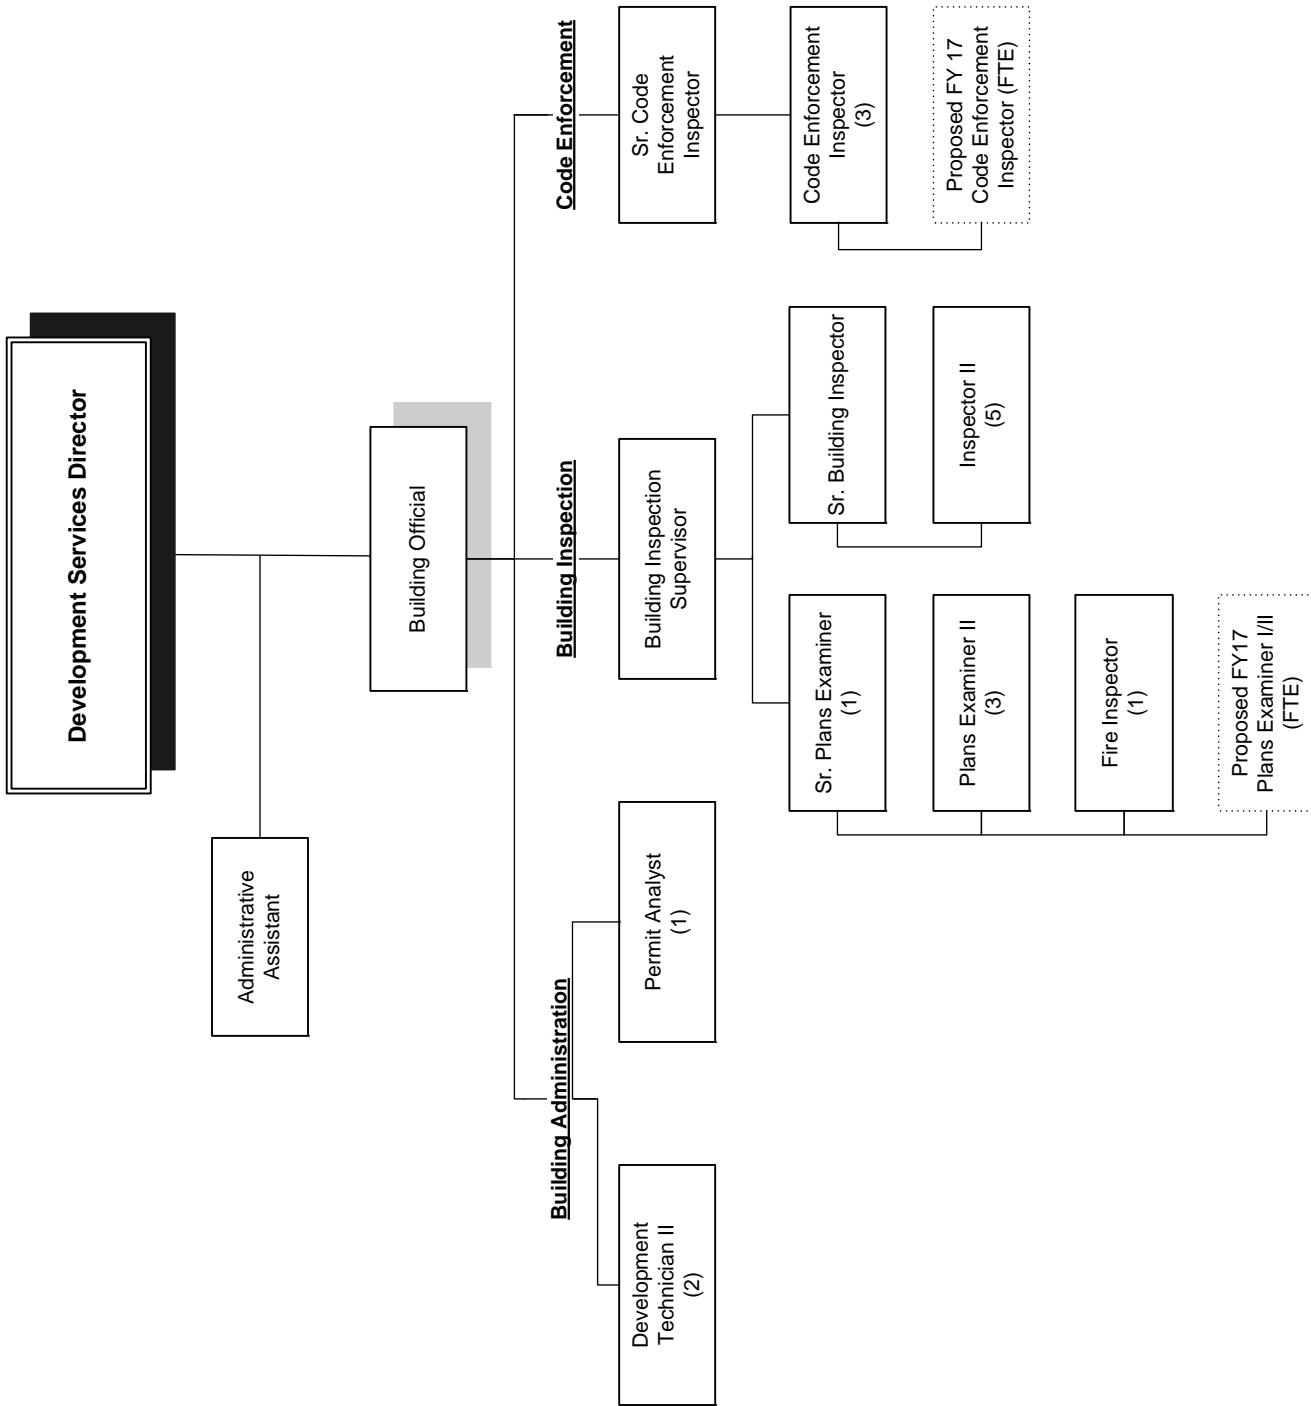 Development Services Director
Administrative
Assistant
Building Official
Building Administration
Building Inspection
Code Enforcement
Development
Technician II
(2)
Permit Analyst
(1)
Building Inspection
Supervisor
Sr. Code
Enforcement
Inspector
Sr. Plans Examiner
(1)
Sr. Building Inspector
Code Enforcement
Inspector
(3)
Plans Examiner II
(3)
Inspector II
(5)
Proposed FY 17
Code Enforcement
Inspector (FTE)
Fire Inspector
(1)
Proposed FY17
Plans Examiner I/II
(FTE)